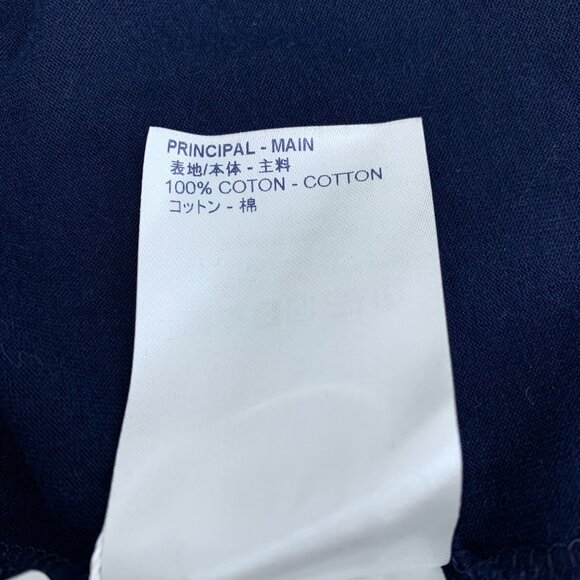 PRINCIPAL - MAIN
表地/本体 - 主料
100% COTON - COTTON
コットン - 棉